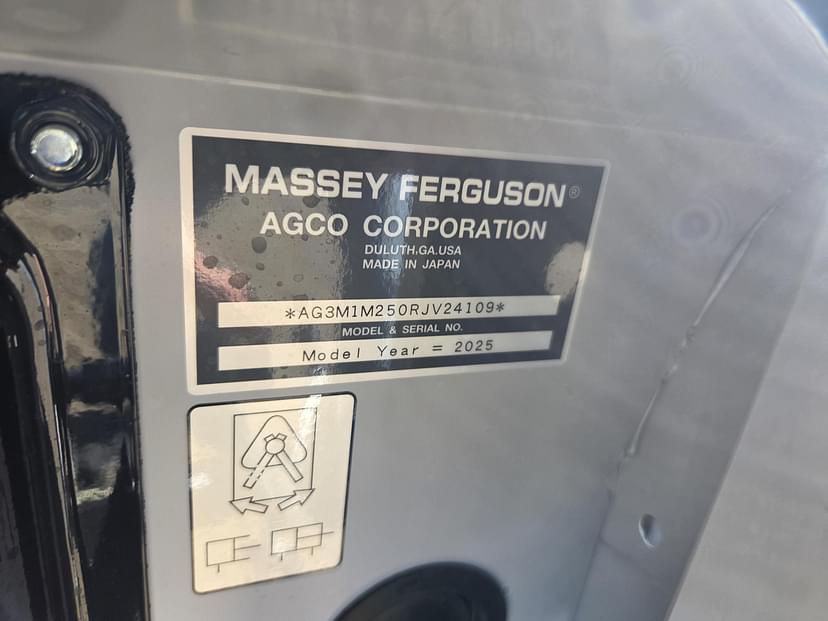 MASSEY FERGUSON®
AGCO CORPORATION
DULUTH,GA.USA
MADE IN JAPAN
*AG3M1M250RJV24109*
MODEL & SERIAL NO.
Model Year = 2025